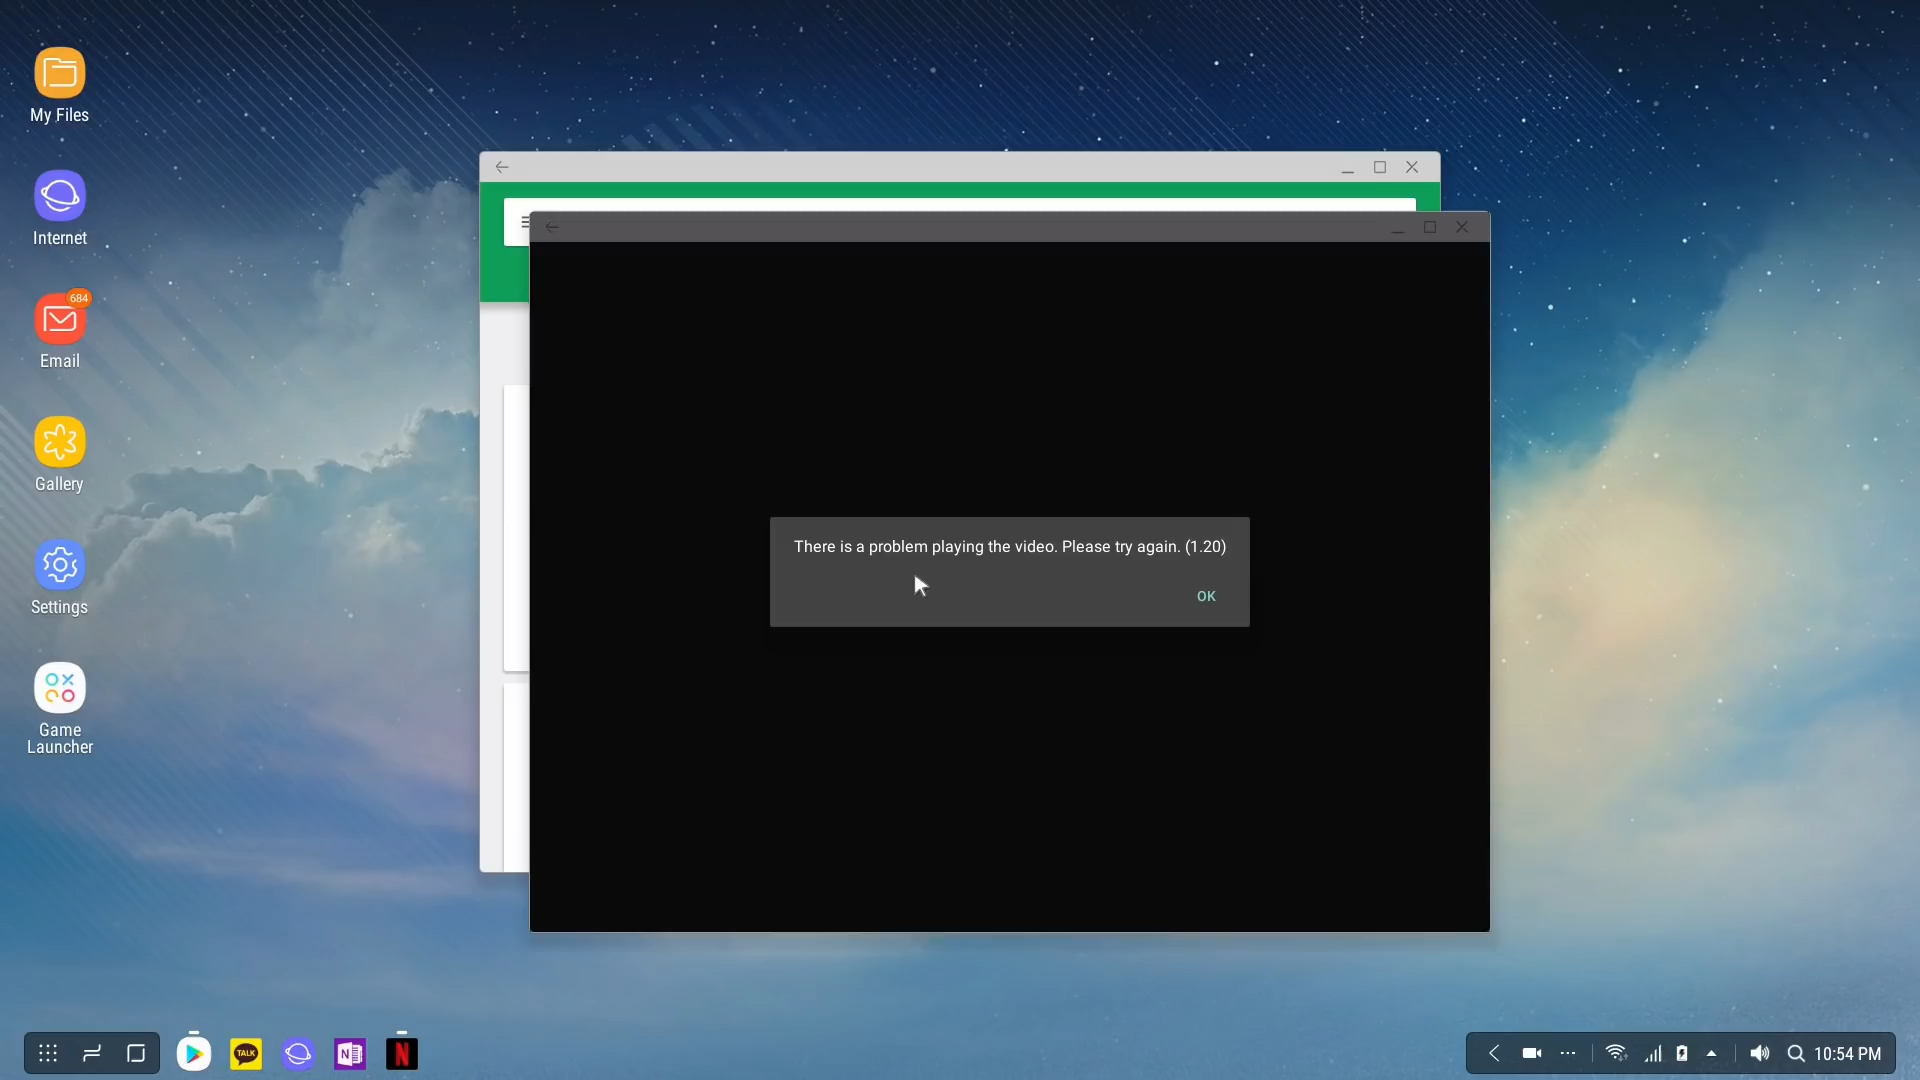 My Files
Internet
684
Email
Gallery
Settings
Game
Launcher
There is a problem playing the video. Please try again. (1.20)
OK
TALK
N
N
10:54 PM